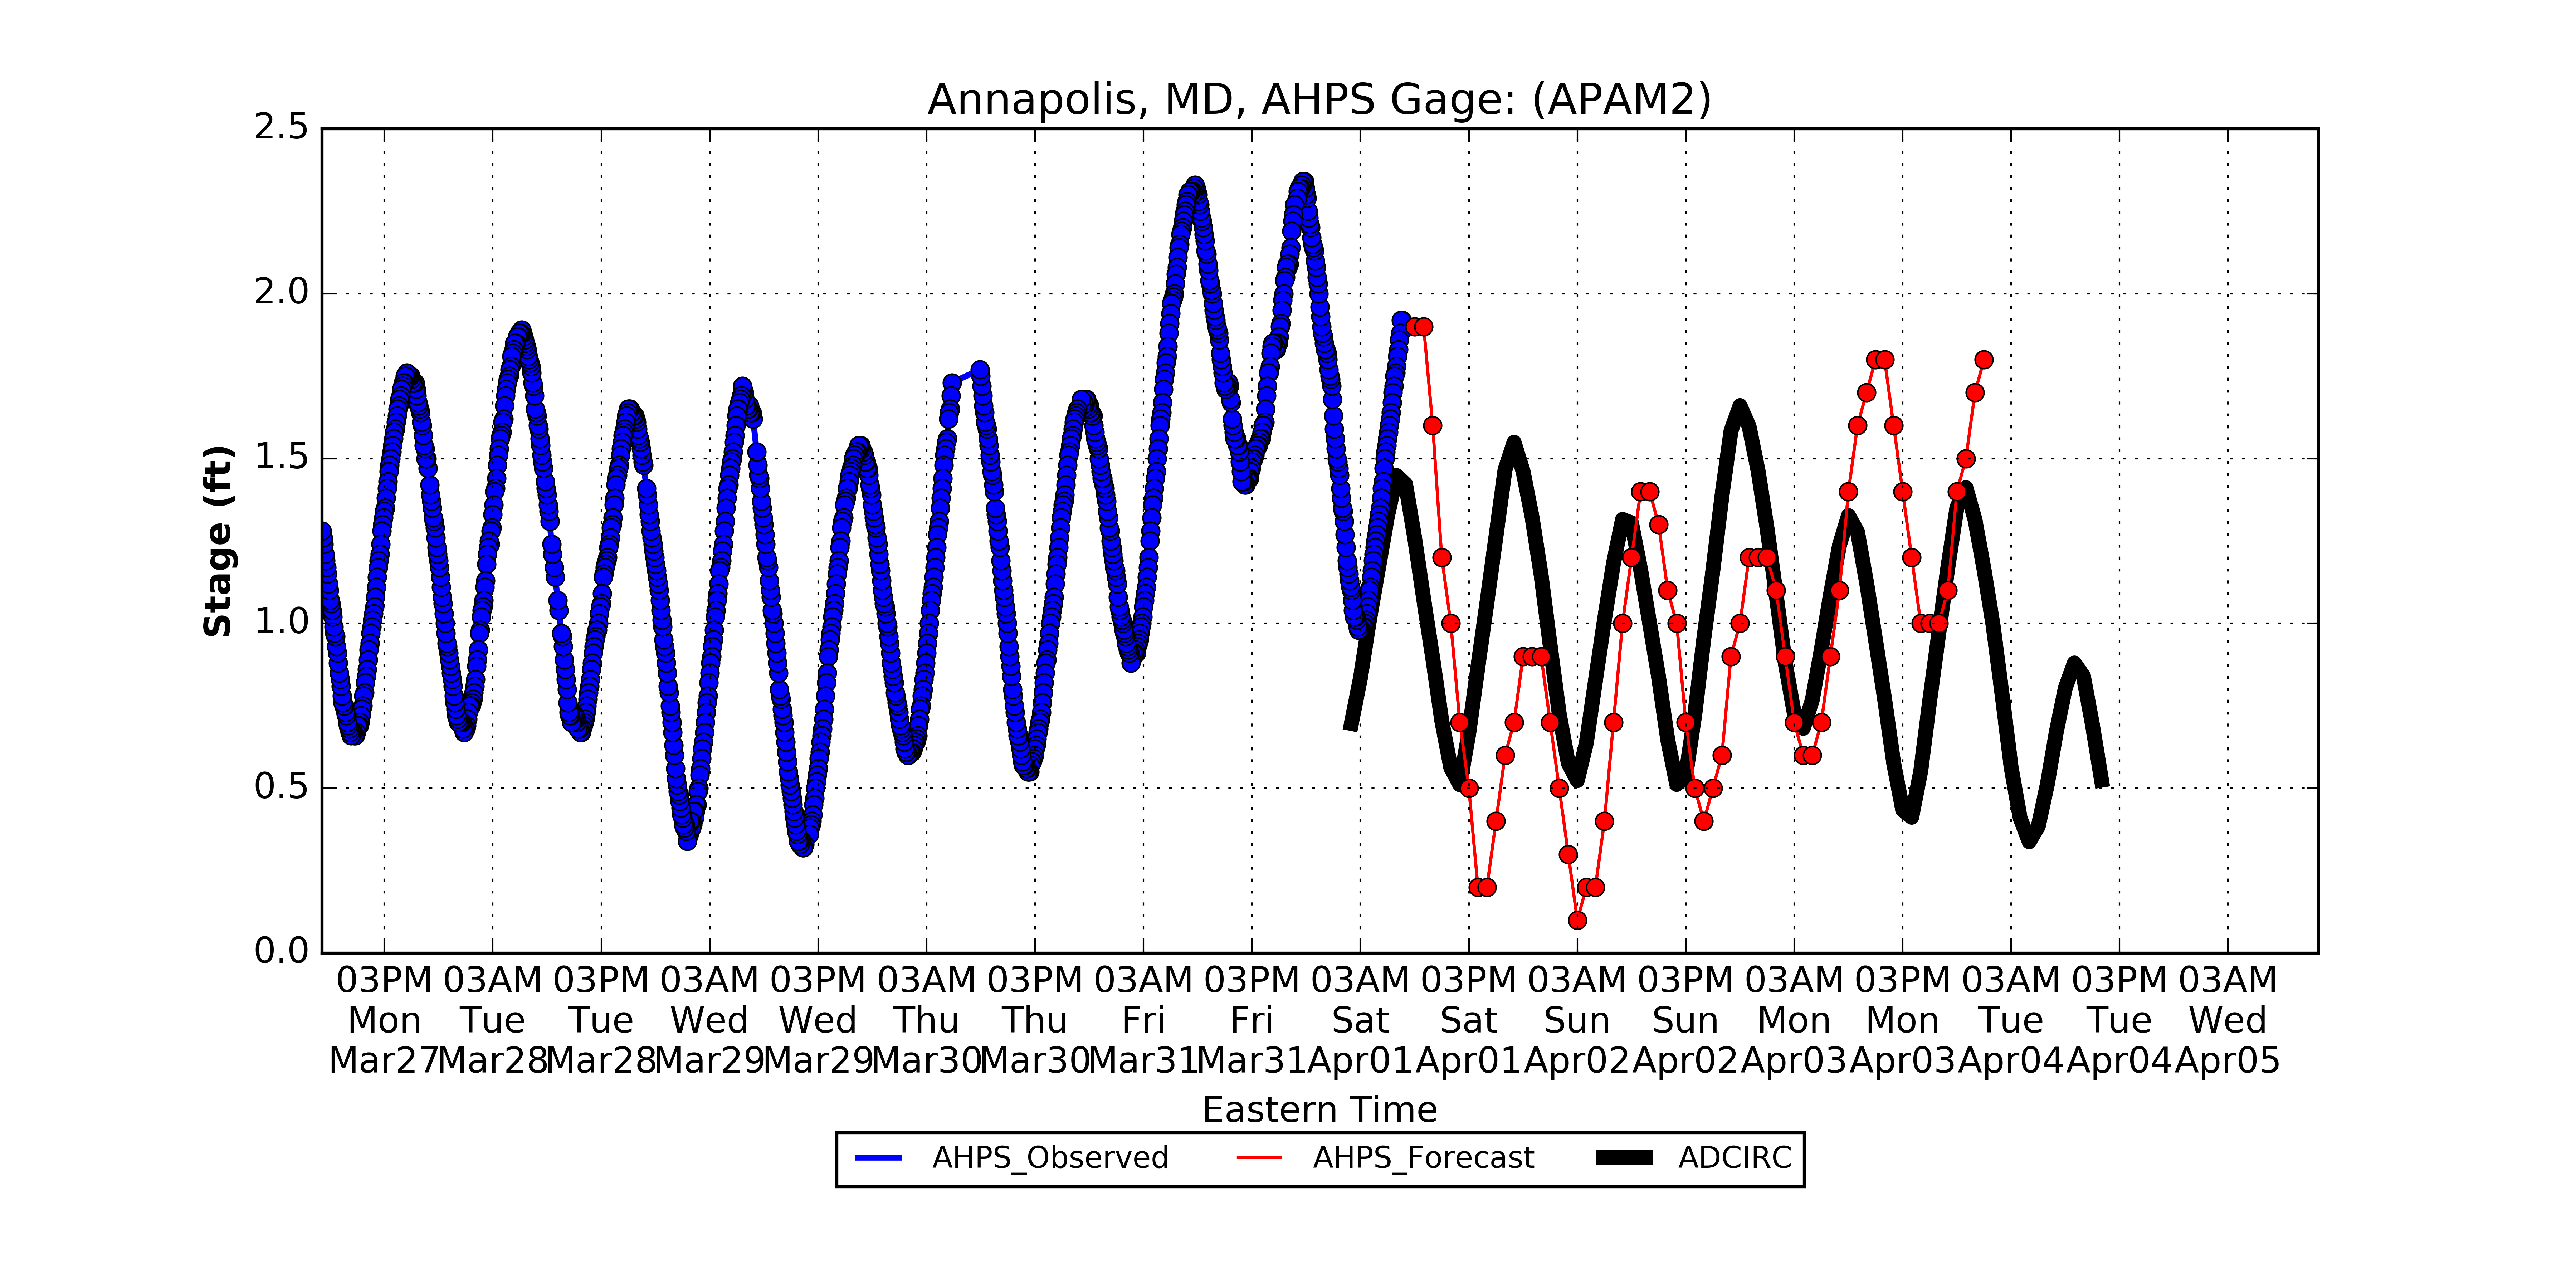 Annapolis, MD, AHPS Gage: (APAM2)
2.5
2.0
1.5
1.0
0.5
0.0
Stage (ft)
03PM 03AM 03PM 03AM 03PM 03AM 03PM 03AM 03PM 03AM 03PM 03AM 03PM 03AM 03PM 03AM 03PM 03AM
Mon Tue Tue Wed Wed Thu Thu Fri Fri Sat Sat Sun Sun Mon Mon Tue Tue Wed
Mar27 Mar28 Mar28 Mar29 Mar29 Mar30 Mar30 Mar31 Mar31 Apr01 Apr01 Apr02 Apr02 Apr03 Apr03 Apr04 Apr04 Apr05
Eastern Time
AHPS_Observed AHPS_Forecast ADCIRC